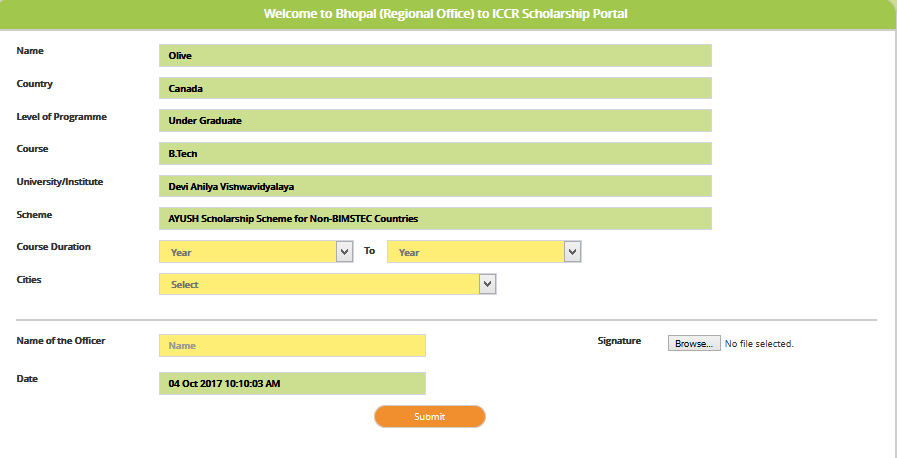 Welcome to Bhopal (Regional Office) to ICCR Scholarship Portal
Name Olive
Country Canada
Level of Programme Under Graduate
Course B.Tech
University/Institute Devi Ahilya Vishwavidyalaya
Scheme AYUSH Scholarship Scheme for Non-BIMSTEC Countries
Course Duration Year To Year
Cities Select
Name of the Officer Name Signature Browse... No file selected.
Date 04 Oct 2017 10:10:03 AM
Submit